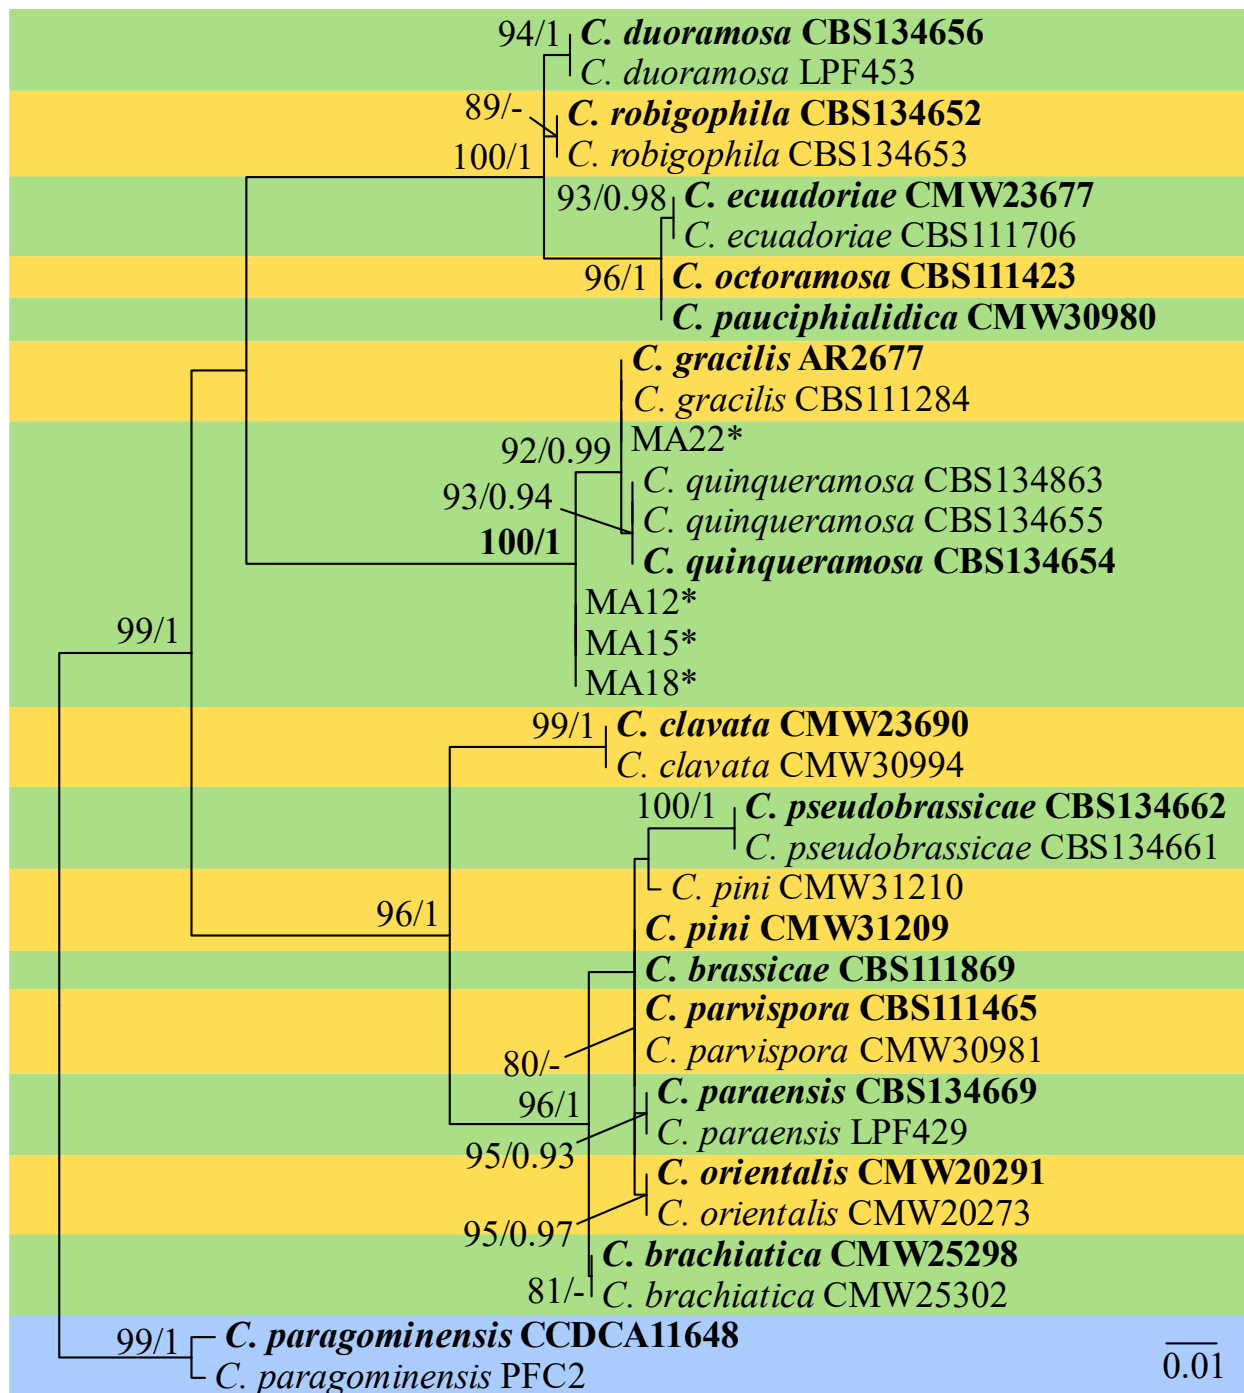 94/1 C. duoramosa CBS134656
C. duoramosa LPF453
89/- C. robigophila CBS134652
100/1 C. robigophila CBS134653
93/0.98 C. ecuadoriae CMW23677
C. ecuadoriae CBS111706
96/1 C. octoramosa CBS111423
C. pauciphialidica CMW30980
C. gracilis AR2677
C. gracilis CBS111284
MA22*
92/0.99
C. quinqueramosa CBS134863
93/0.94
C. quinqueramosa CBS134655
100/1 C. quinqueramosa CBS134654
MA12*
99/1 MA15*
MA18*
99/1 C. clavata CMW23690
C. clavata CMW30994
100/1 C. pseudobrassicae CBS134662
C. pseudobrassicae CBS134661
C. pini CMW31210
96/1 C. pini CMW31209
C. brassicae CBS111869
C. parvispora CBS111465
80/- C. parvispora CMW30981
96/1 C. paraensis CBS134669
C. paraensis LPF429
95/0.93
C. orientalis CMW20291
C. orientalis CMW20273
95/0.97
C. brachiatica CMW25298
81/- C. brachiatica CMW25302
99/1 C. paragominensis CCDCA11648
C. paragominensis PFC2
0.01